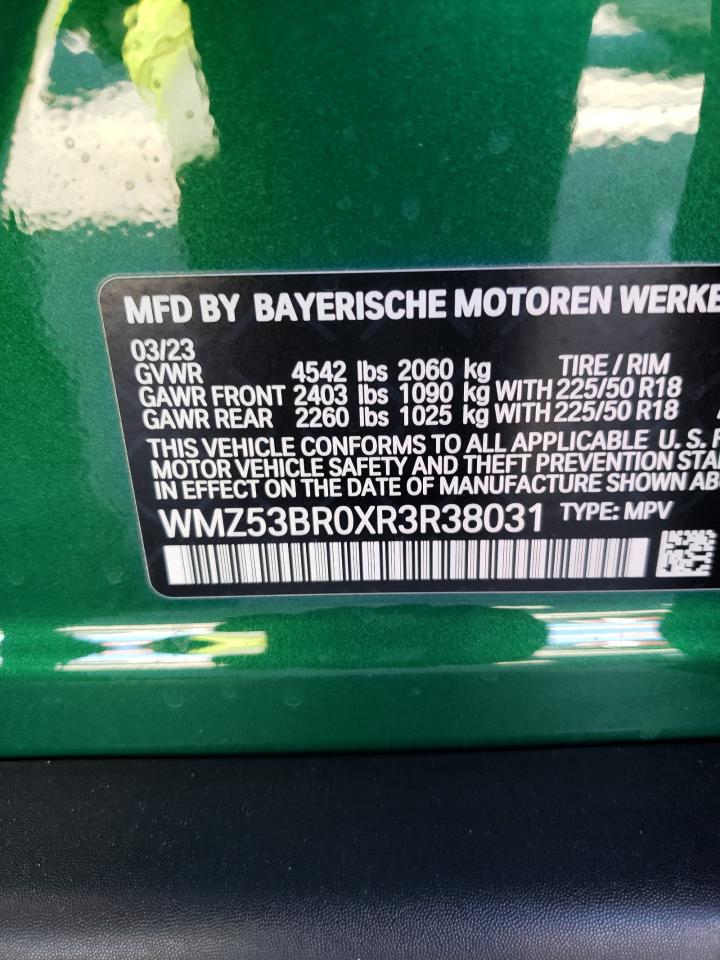 MFD BY BAYERISCHE MOTOREN WERKE
03/23
GVWR 4542 lbs 2060 kg TIRE / RIM
GAWR FRONT 2403 lbs 1090 kg WITH 225/50 R18
GAWR REAR 2260 lbs 1025 kg WITH 225/50 R18
THIS VEHICLE CONFORMS TO ALL APPLICABLE U. S. F
MOTOR VEHICLE SAFETY AND THEFT PREVENTION STA
IN EFFECT ON THE DATE OF MANUFACTURE SHOWN AB
WMZ53BR0XR3R38031 TYPE: MPV